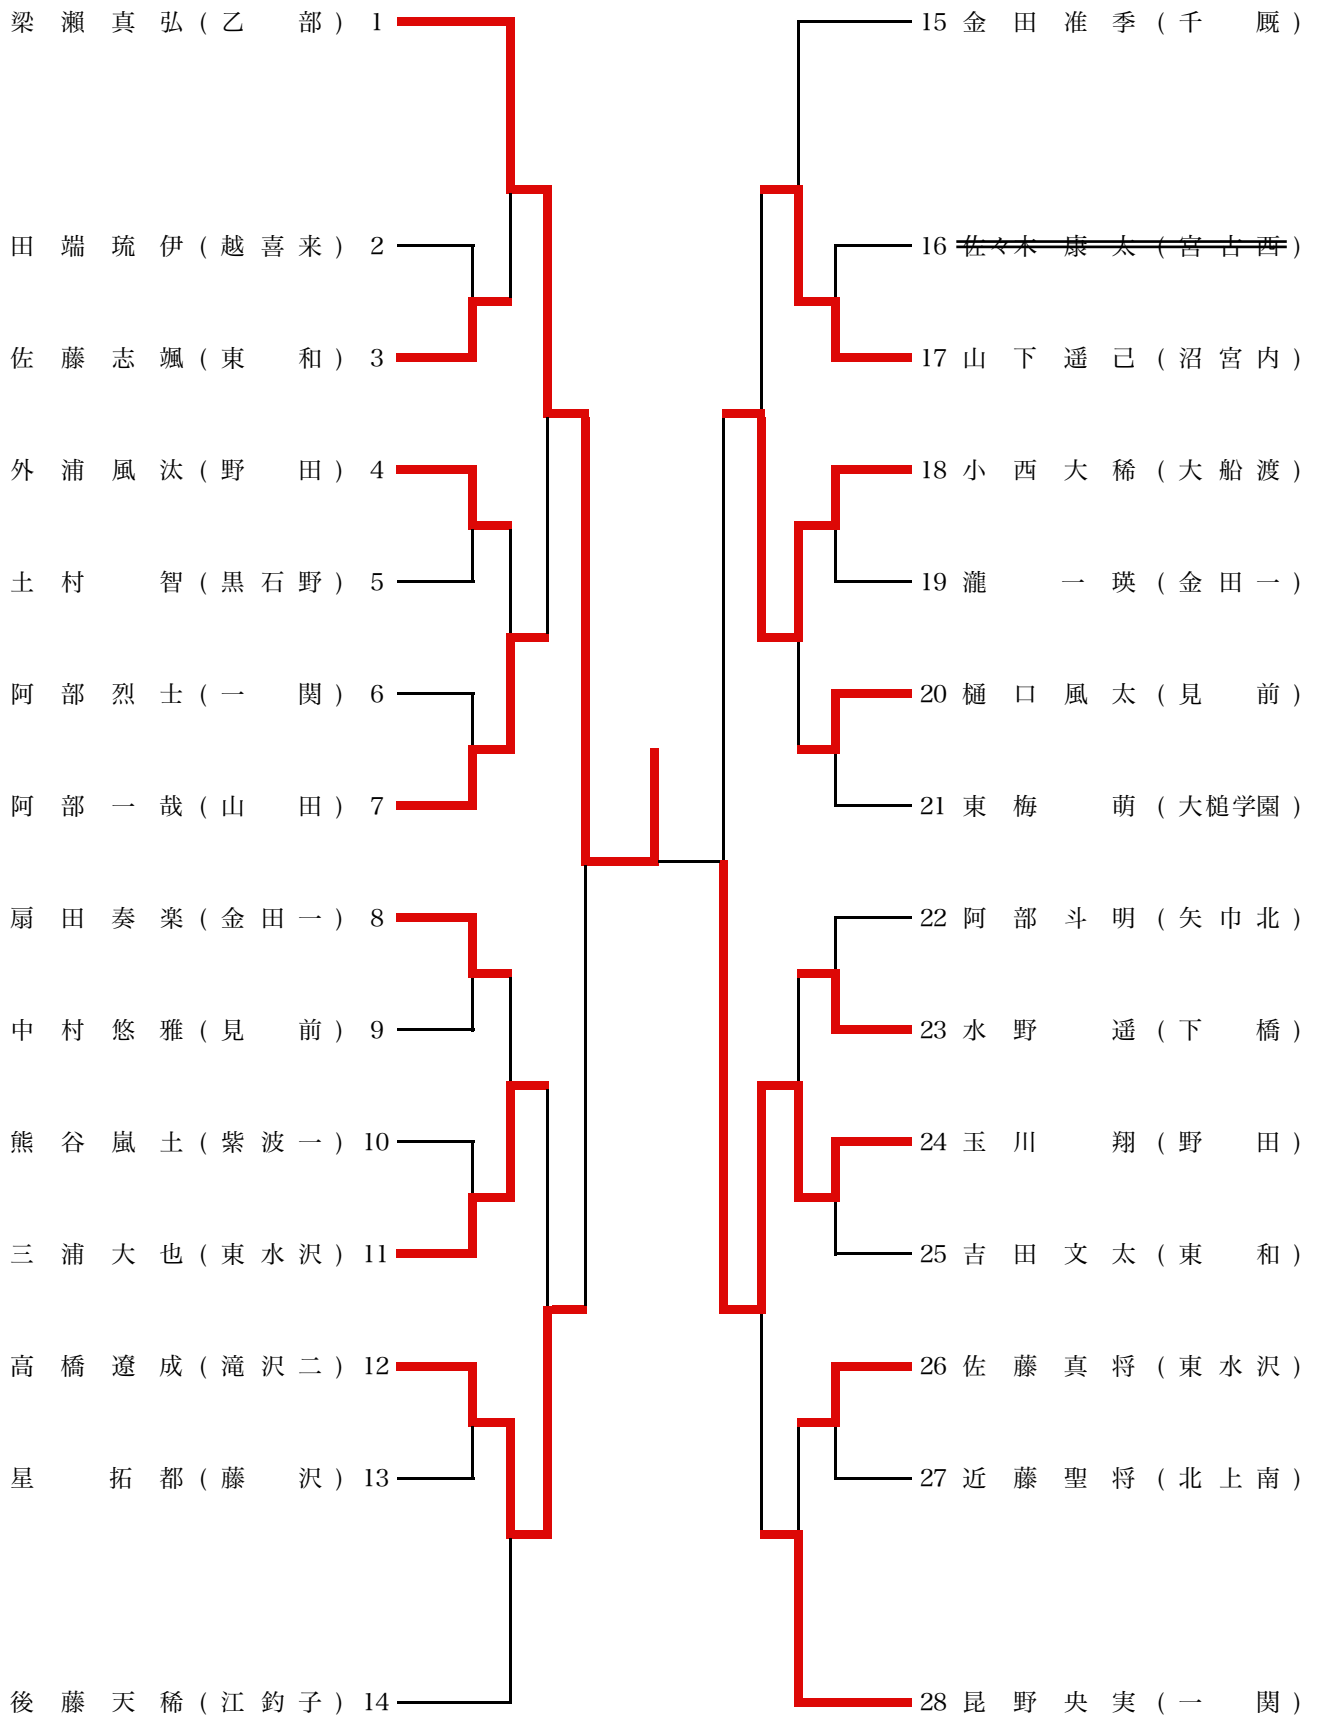 梁瀬真弘(乙部) 1
田端琉伊(越喜来) 2
佐藤志颯(東和) 3
外浦風汰(野田) 4
土村智(黒石野) 5
阿部烈士(一関) 6
阿部一哉(山田) 7
扇田奏楽(金田一) 8
中村悠雅(見前) 9
熊谷嵐士(紫波一) 10
三浦大也(東水沢) 11
高橋遼成(滝沢二) 12
星拓都(藤沢) 13
後藤天稀(江釣子) 14
15 金田准季(千厩)
16 佐々木康太(宮古西)
17 山下遥己(沼宮内)
18 小西大稀(大船渡)
19 瀧一瑛(金田一)
20 樋口風太(見前)
21 東梅萌(大槌学園)
22 阿部斗明(矢巾北)
23 水野遥(下橋)
24 玉川翔(野田)
25 吉田文太(東和)
26 佐藤真将(東水沢)
27 近藤聖将(北上南)
28 昆野央実(一関)